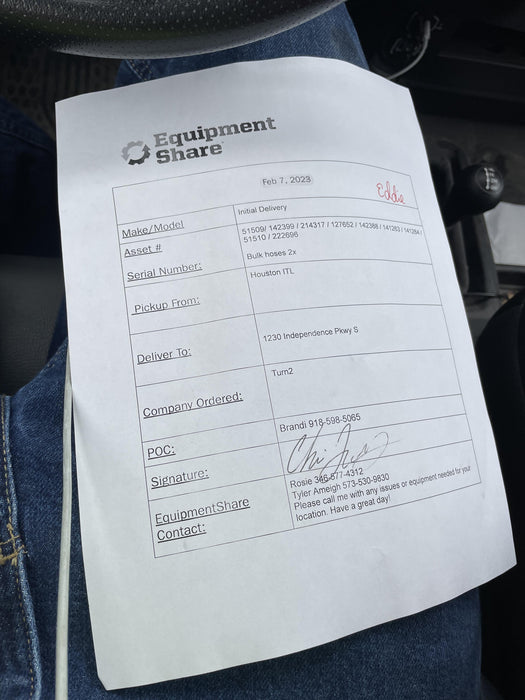 Equipment
Share
Feb 7, 2023
Edde
Make/Model
Initial Delivery
Asset #
51509/ 142399 / 214317 / 127652 / 142388 / 141283 / 141284 /
51510 / 222696
Serial Number:
Bulk hoses 2x
Pickup From:
Houston ITL
Deliver To:
1230 Independence Pkwy S
Company Ordered:
Turn2
POC:
Brandi 918-598-5065
Signature:
EquipmentShare
Contact:
Rosie 346-577-4312
Tyler Ameigh 573-530-9830
Please call me with any issues or equipment needed for your
location. Have a great day!